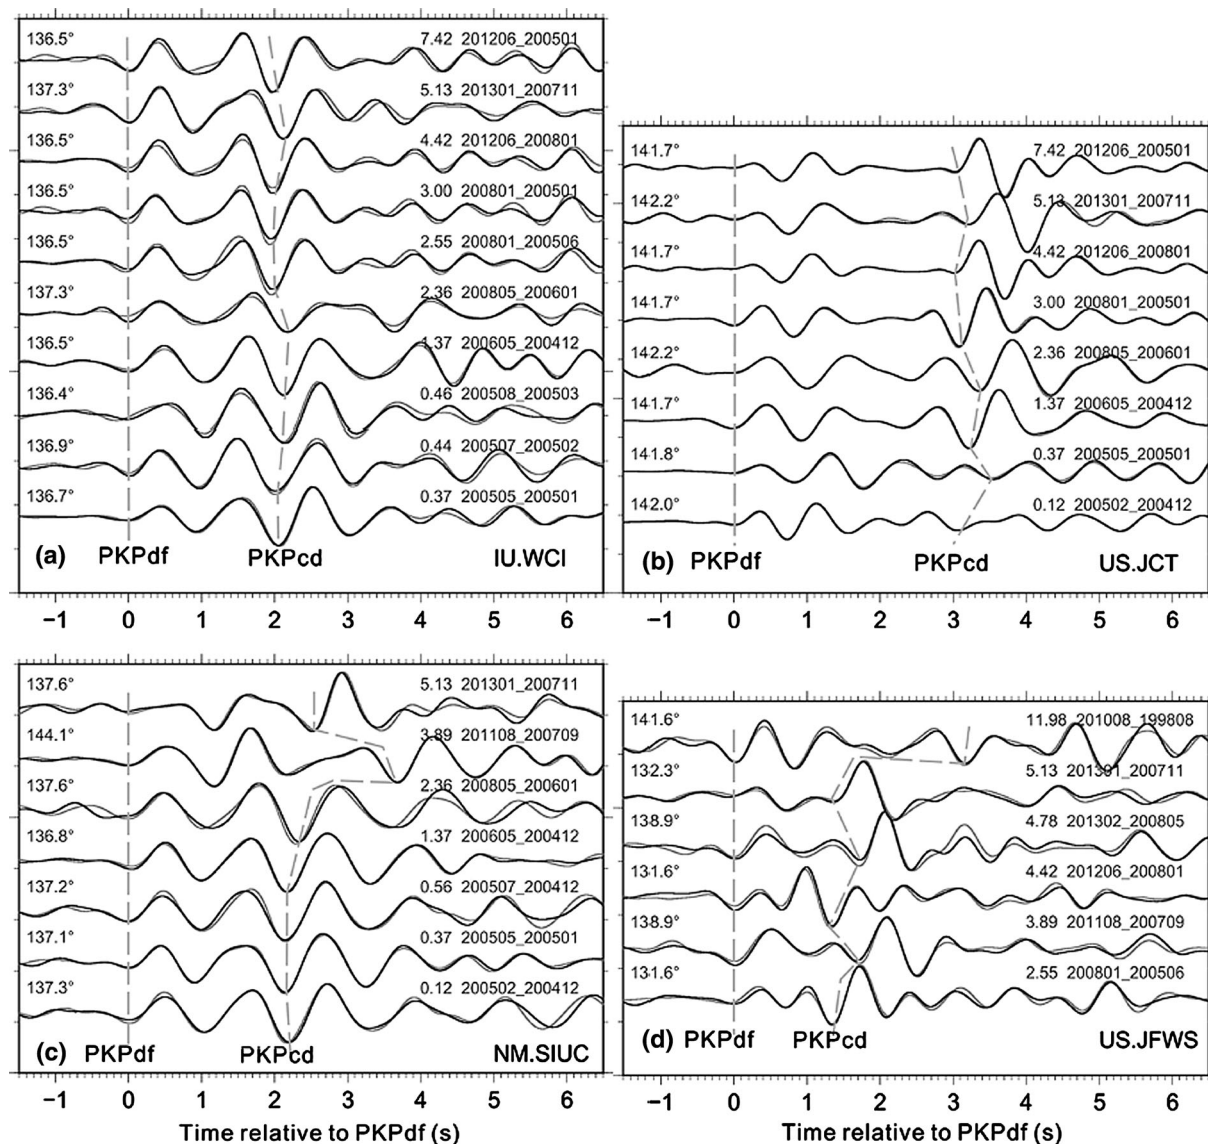 136.5° 7.42 201206_200501
137.3° 5.13 201301_200711
136.5° 4.42 201206_200801
136.5° 3.00 200801_200501
136.5° 2.55 200801_200506
137.3° 2.36 200805_200601
136.5° 1.37 200605_200412
136.4° 0.46 200508_200503
136.9° 0.44 200507_200502
136.7° 0.37 200505_200501
(a) PKPdf PKPcd IU.WCI
−1 0 1 2 3 4 5 6
141.7° 7.42 201206_200501
142.2° 5.13 201301_200711
141.7° 4.42 201206_200801
141.7° 3.00 200801_200501
142.2° 2.36 200805_200601
141.7° 1.37 200605_200412
141.8° 0.37 200505_200501
142.0° 0.12 200502_200412
(b) PKPdf PKPcd US.JCT
−1 0 1 2 3 4 5 6
137.6° 5.13 201301_200711
144.1° 3.89 201108_200709
137.6° 2.36 200805_200601
136.8° 1.37 200605_200412
137.2° 0.56 200507_200412
137.1° 0.37 200505_200501
137.3° 0.12 200502_200412
(c) PKPdf PKPcd NM.SIUC
−1 0 1 2 3 4 5 6
Time relative to PKPdf (s)
141.6° 11.98 201008_199808
132.3° 5.13 201301_200711
138.9° 4.78 201302_200805
131.6° 4.42 201206_200801
138.9° 3.89 201108_200709
131.6° 2.55 200801_200506
(d) PKPdf PKPcd US.JFWS
−1 0 1 2 3 4 5 6
Time relative to PKPdf (s)